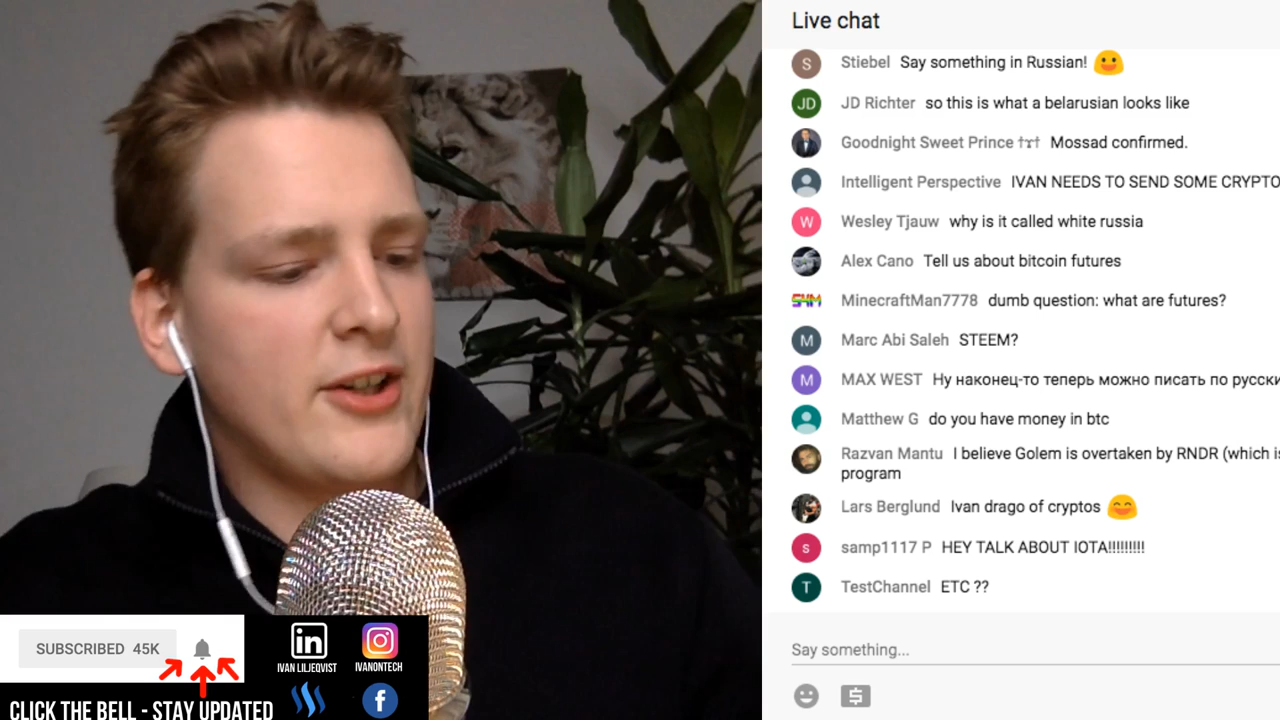 Live chat
S Stiebel Say something in Russian!
JD JD Richter so this is what a belarusian looks like
Goodnight Sweet Prince †ɤ† Mossad confirmed.
Intelligent Perspective IVAN NEEDS TO SEND SOME CRYPTO
W Wesley Tjauw why is it called white russia
Alex Cano Tell us about bitcoin futures
MinecraftMan7778 dumb question: what are futures?
M Marc Abi Saleh STEEM?
M MAX WEST Ну наконец-то теперь можно писать по русски
Matthew G do you have money in btc
Razvan Mantu I believe Golem is overtaken by RNDR (which is
program
Lars Berglund Ivan drago of cryptos
s samp1117 P HEY TALK ABOUT IOTA!!!!!!!!!
T TestChannel ETC ??
Say something...
SUBSCRIBED 45K
CLICK THE BELL - STAY UPDATED
in
IVAN LILJEQVIST
IVANONTECH
f